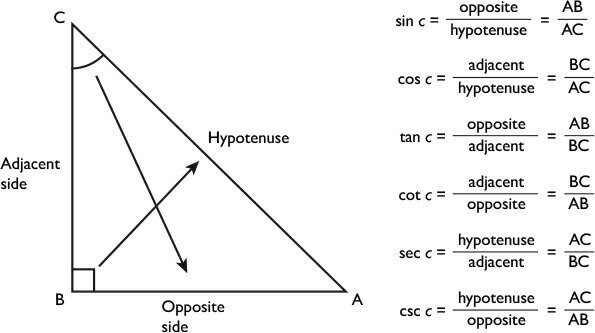 C
Hypotenuse
Adjacent
side
B
Opposite
side
A
sin c = opposite / hypotenuse = AB / AC
cos c = adjacent / hypotenuse = BC / AC
tan c = opposite / adjacent = AB / BC
cot c = adjacent / opposite = BC / AB
sec c = hypotenuse / adjacent = AC / BC
csc c = hypotenuse / opposite = AC / AB